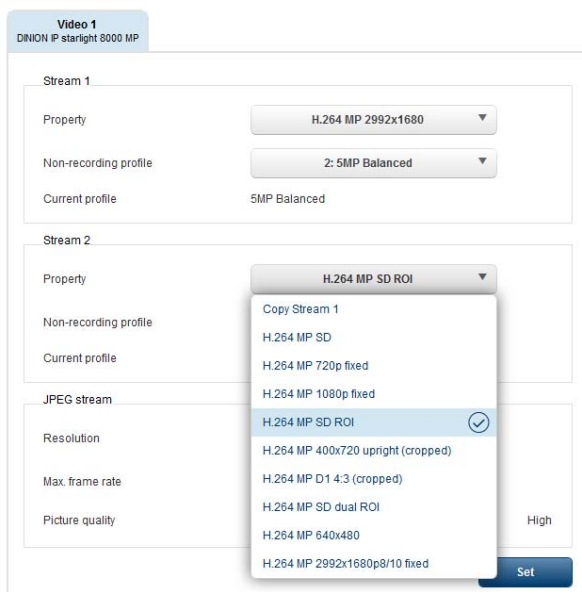 Video 1
DINION IP starlight 8000 MP
Stream 1
Property
H.264 MP 2992x1680
Non-recording profile
2: 5MP Balanced
Current profile
5MP Balanced
Stream 2
Property
H.264 MP SD ROI
Non-recording profile
Current profile
Copy Stream 1
H.264 MP SD
H.264 MP 720p fixed
H.264 MP 1080p fixed
H.264 MP SD ROI
H.264 MP 400x720 upright (cropped)
H.264 MP D1 4:3 (cropped)
H.264 MP SD dual ROI
H.264 MP 640x480
H.264 MP 2992x1680p8/10 fixed
JPEG stream
Resolution
Max. frame rate
Picture quality
High
Set